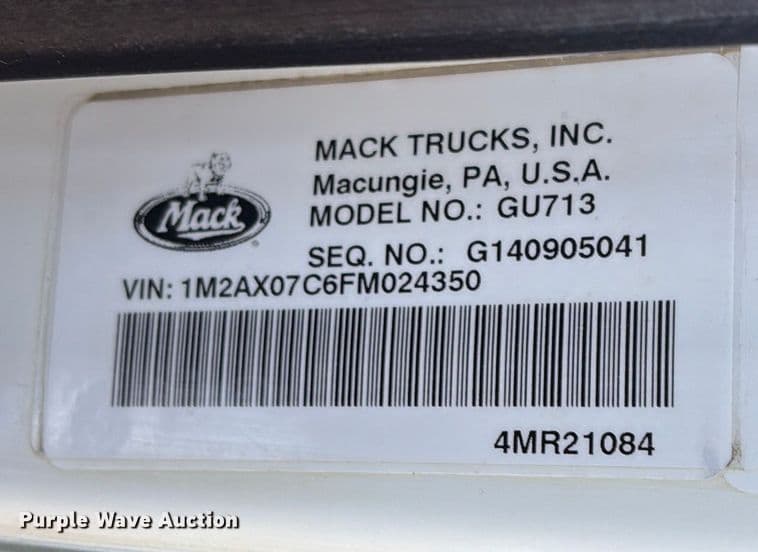 MACK TRUCKS, INC.
Macungie, PA, U.S.A.
Mack
MODEL NO.: GU713
SEQ. NO.: G140905041
VIN: 1M2AX07C6FM024350
4MR21084
Purple Wave Auction